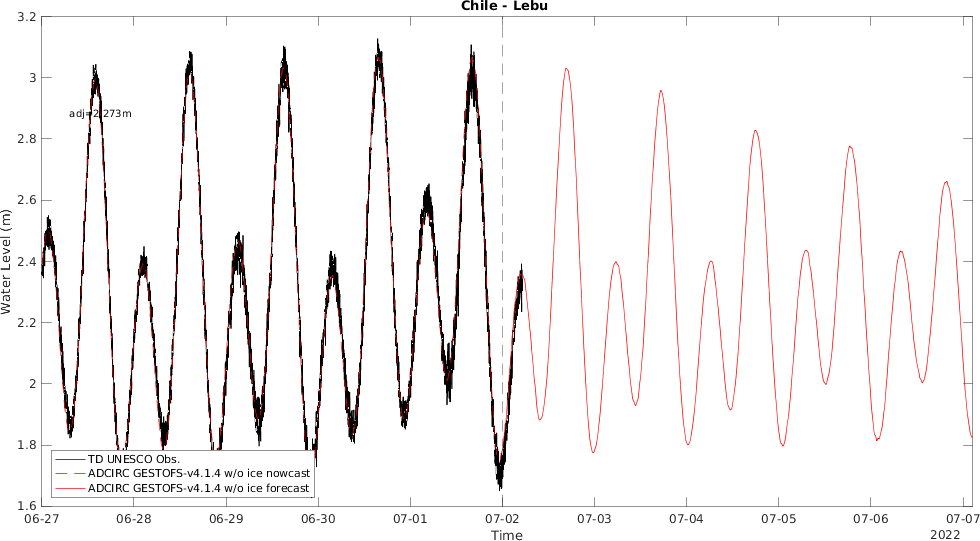 Chile - Lebu
3.2
3
2.8
2.6
2.4
2.2
2
1.8
1.6
Water Level (m)
adj=2.273m
TD UNESCO Obs.
ADCIRC GESTOFS-v4.1.4 w/o ice nowcast
ADCIRC GESTOFS-v4.1.4 w/o ice forecast
06-27 06-28 06-29 06-30 07-01 07-02 07-03 07-04 07-05 07-06 07-07
Time
2022